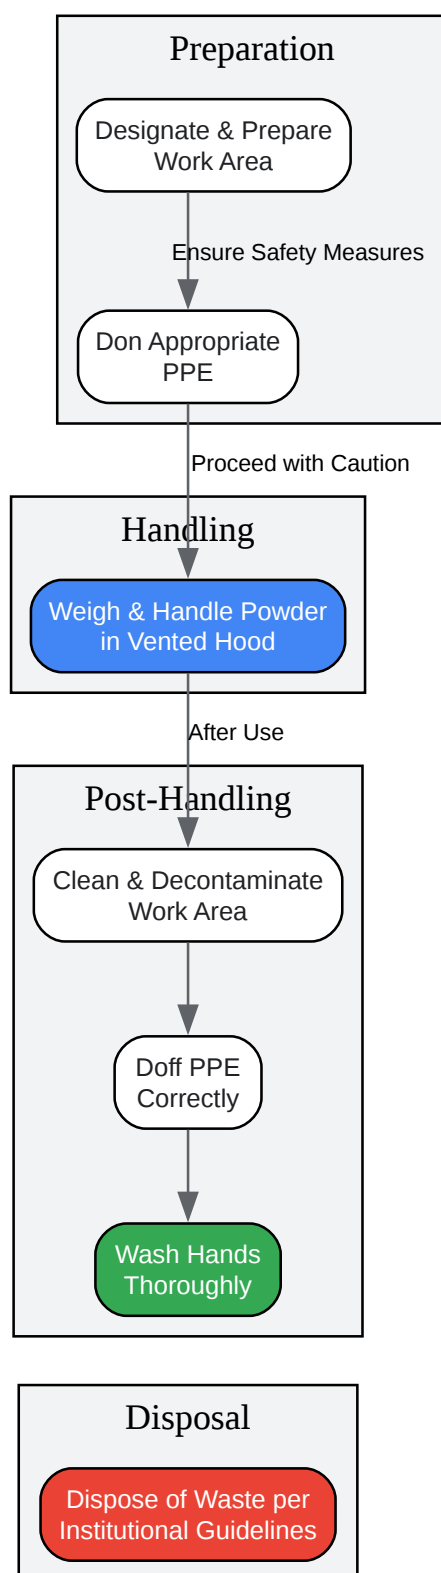 Preparation
Designate & Prepare
Work Area
Ensure Safety Measures
Don Appropriate
PPE
Proceed with Caution
Handling
Weigh & Handle Powder
in Vented Hood
After Use
Post-Handling
Clean & Decontaminate
Work Area
Doff PPE
Correctly
Wash Hands
Thoroughly
Disposal
Dispose of Waste per
Institutional Guidelines